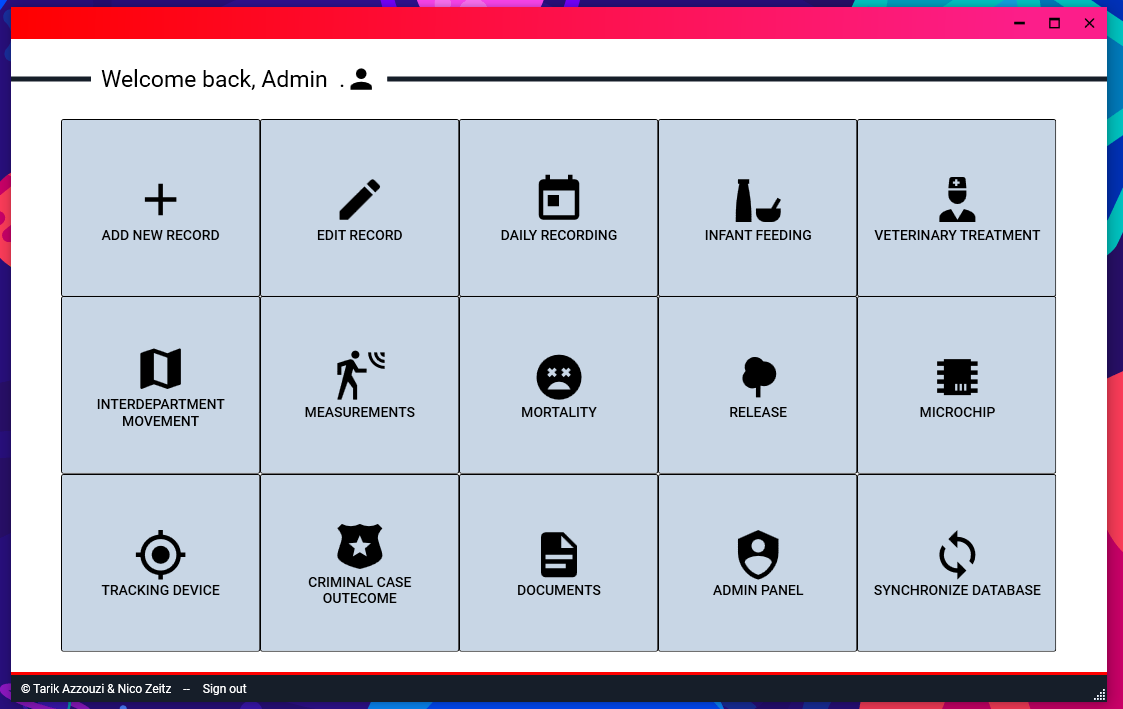 Welcome back, Admin .
ADD NEW RECORD
EDIT RECORD
DAILY RECORDING
INFANT FEEDING
VETERINARY TREATMENT
INTERDEPARTMENT
MOVEMENT
MEASUREMENTS
MORTALITY
RELEASE
MICROCHIP
TRACKING DEVICE
CRIMINAL CASE
OUTECOME
DOCUMENTS
ADMIN PANEL
SYNCHRONIZE DATABASE
© Tarik Azzouzi & Nico Zeitz – Sign out